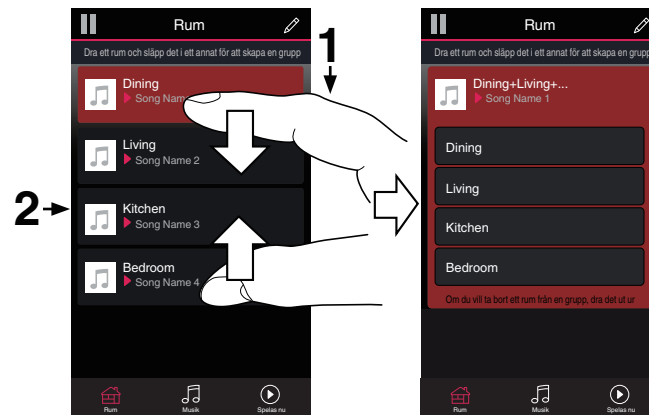 Rum
Dra ett rum och släpp det i ett annat för att skapa en grupp
1
Dining
Song Nam
Living
Song Name 2
2
Kitchen
Song Name 3
Bedroom
Song Name 4
Rum
Musik
Spelas nu
Rum
Dra ett rum och släpp det i ett annat för att skapa en grupp
Dining+Living+...
Song Name 1
Dining
Living
Kitchen
Bedroom
Om du vill ta bort ett rum från en grupp, dra det ut ur
Rum
Musik
Spelas nu